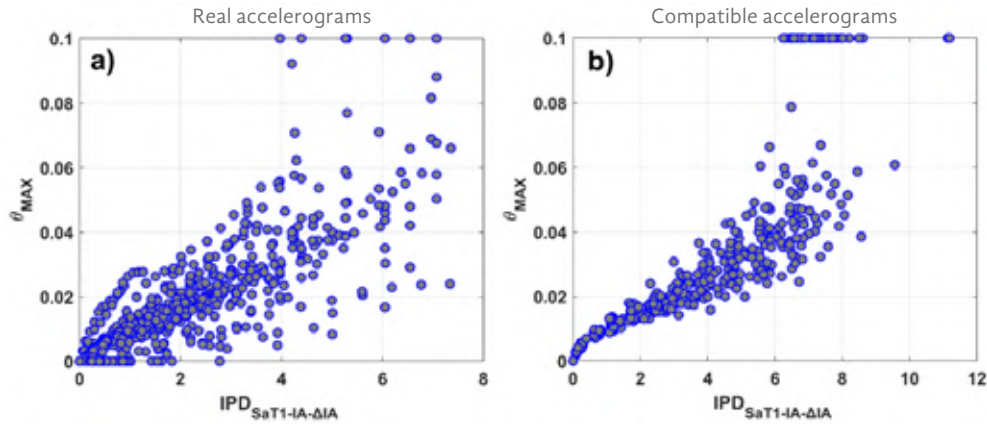 Real accelerograms
Compatible accelerograms
a)
0.1
0.08
0.06
0.04
0.02
0
θMAX
0 2 4 6 8
IPDSaT1-IA-ΔIA
b)
0.1
0.08
0.06
0.04
0.02
0
θMAX
0 2 4 6 8 10 12
IPDSaT1-IA-ΔIA